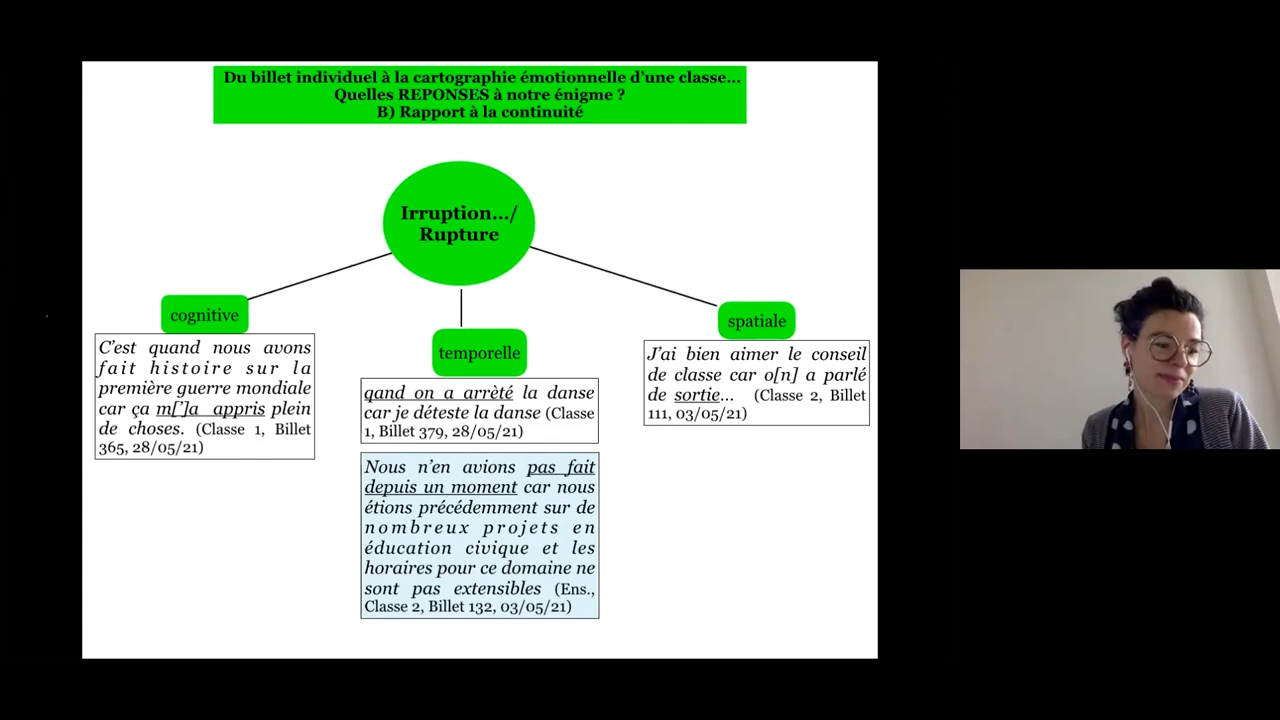 Du billet individuel à la cartographie émotionnelle d'une classe…
Quelles REPONSES à notre énigme ?
B) Rapport à la continuité
Irruption…/
Rupture
cognitive
C'est quand nous avons
fait histoire sur la
première guerre mondiale
car ça m[']a appris plein
de choses. (Classe 1, Billet
365, 28/05/21)
temporelle
qand on a arrèté la danse
car je déteste la danse (Classe
1, Billet 379, 28/05/21)
Nous n'en avions pas fait
depuis un moment car nous
étions précédemment sur de
nombreux projets en
éducation civique et les
horaires pour ce domaine ne
sont pas extensibles (Ens.,
Classe 2, Billet 132, 03/05/21)
spatiale
J'ai bien aimer le conseil
de classe car o[n] a parlé
de sortie… (Classe 2, Billet
111, 03/05/21)